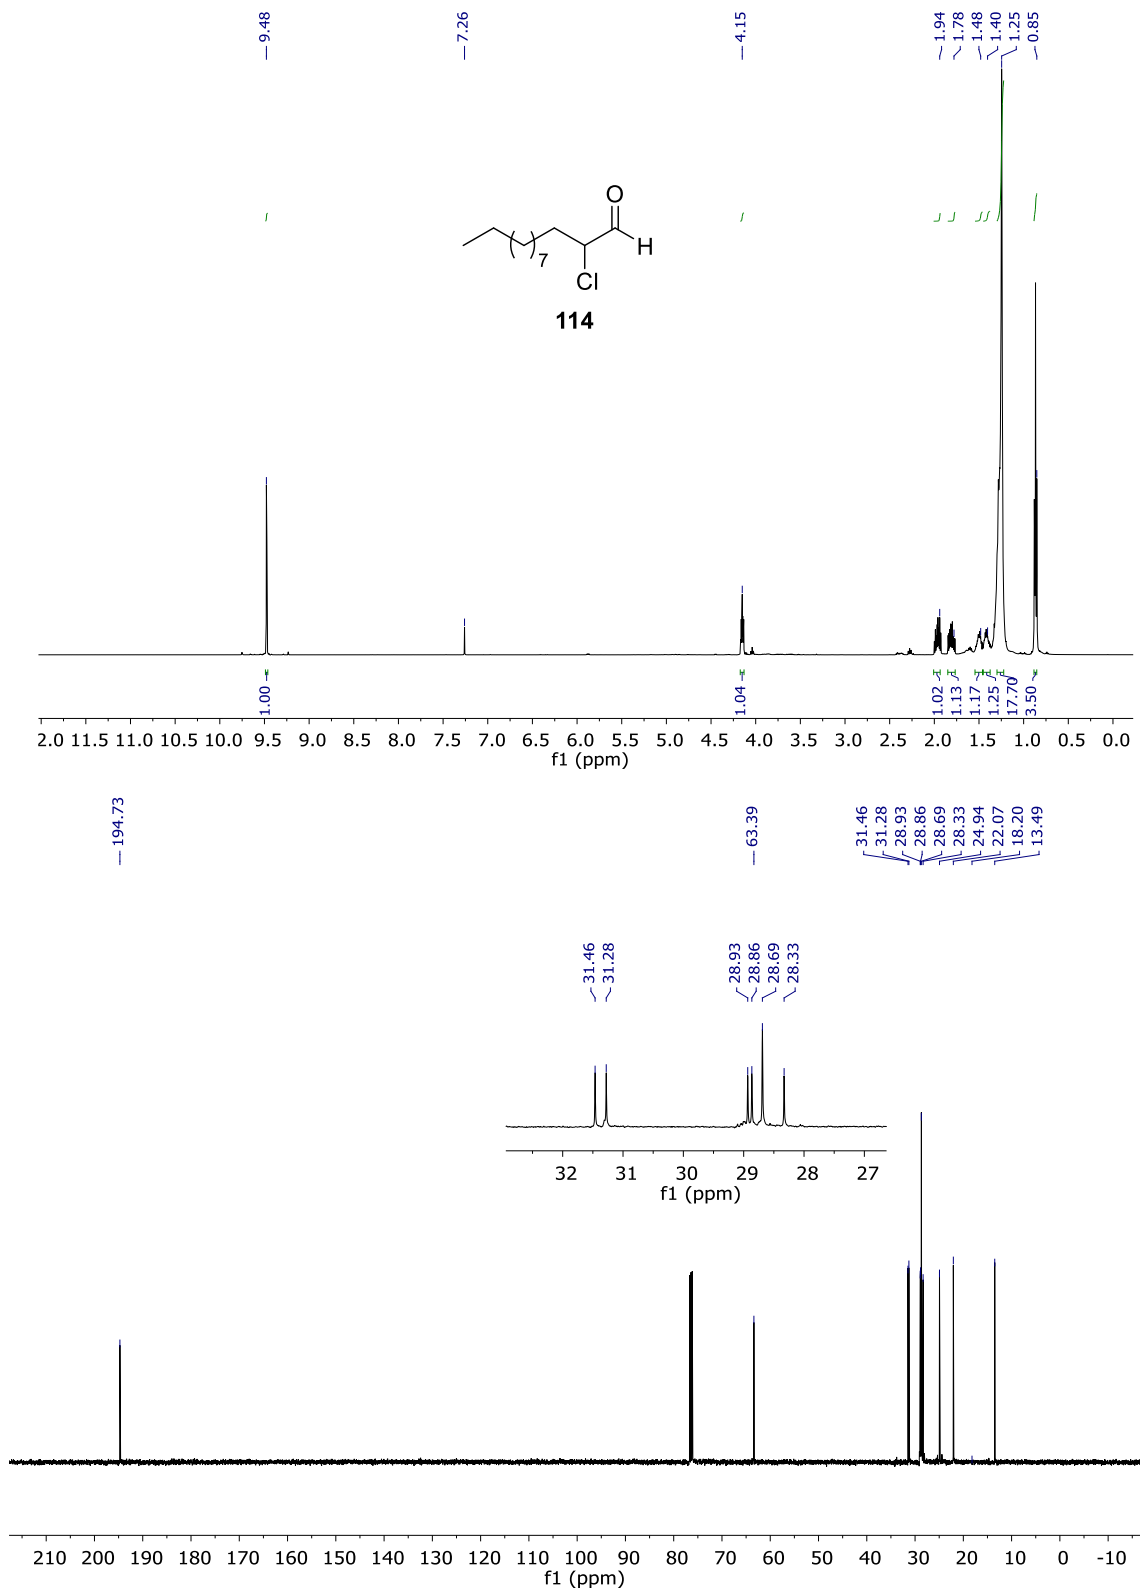 9.48 7.26 4.15 1.94 1.78 1.48 1.40 1.25 0.85
O
H
7
Cl
114
1.00 1.04 1.02 1.13 1.17 1.25 17.70 3.50
2.0 11.5 11.0 10.5 10.0 9.5 9.0 8.5 8.0 7.5 7.0 6.5 6.0 5.5 5.0 4.5 4.0 3.5 3.0 2.5 2.0 1.5 1.0 0.5 0.0
f1 (ppm)
194.73 63.39 31.46 31.28 28.93 28.86 28.69 28.33 24.94 22.07 18.20 13.49
31.46 31.28 28.93 28.86 28.69 28.33
32 31 30 29 28 27
f1 (ppm)
210 200 190 180 170 160 150 140 130 120 110 100 90 80 70 60 50 40 30 20 10 0 -10
f1 (ppm)